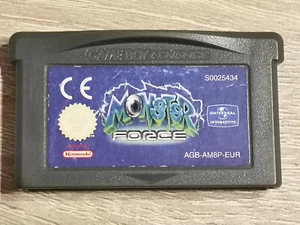 GAME BOY ADVANCE
S0025434
CE
MONSTER
FORCE
UNIVERSAL
INTERACTIVE
Nintendo
AGB-AM8P-EUR